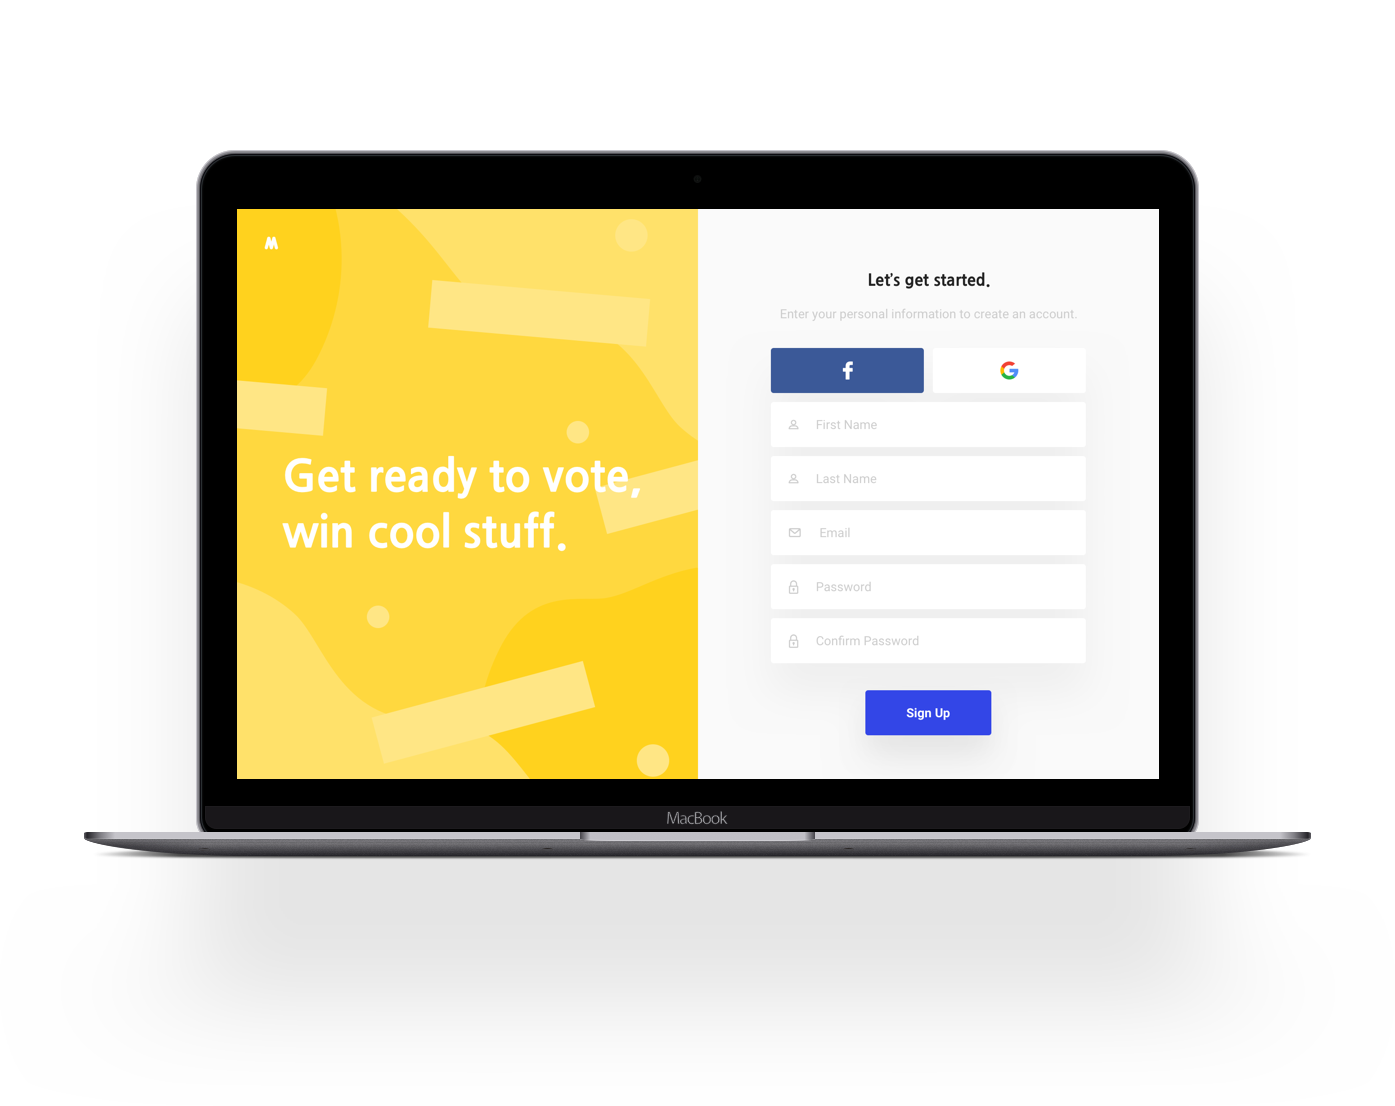 M
Get ready to vote,
win cool stuff.
Let's get started.
Enter your personal information to create an account.
f
G
First Name
Last Name
Email
Password
Confirm Password
Sign Up
MacBook